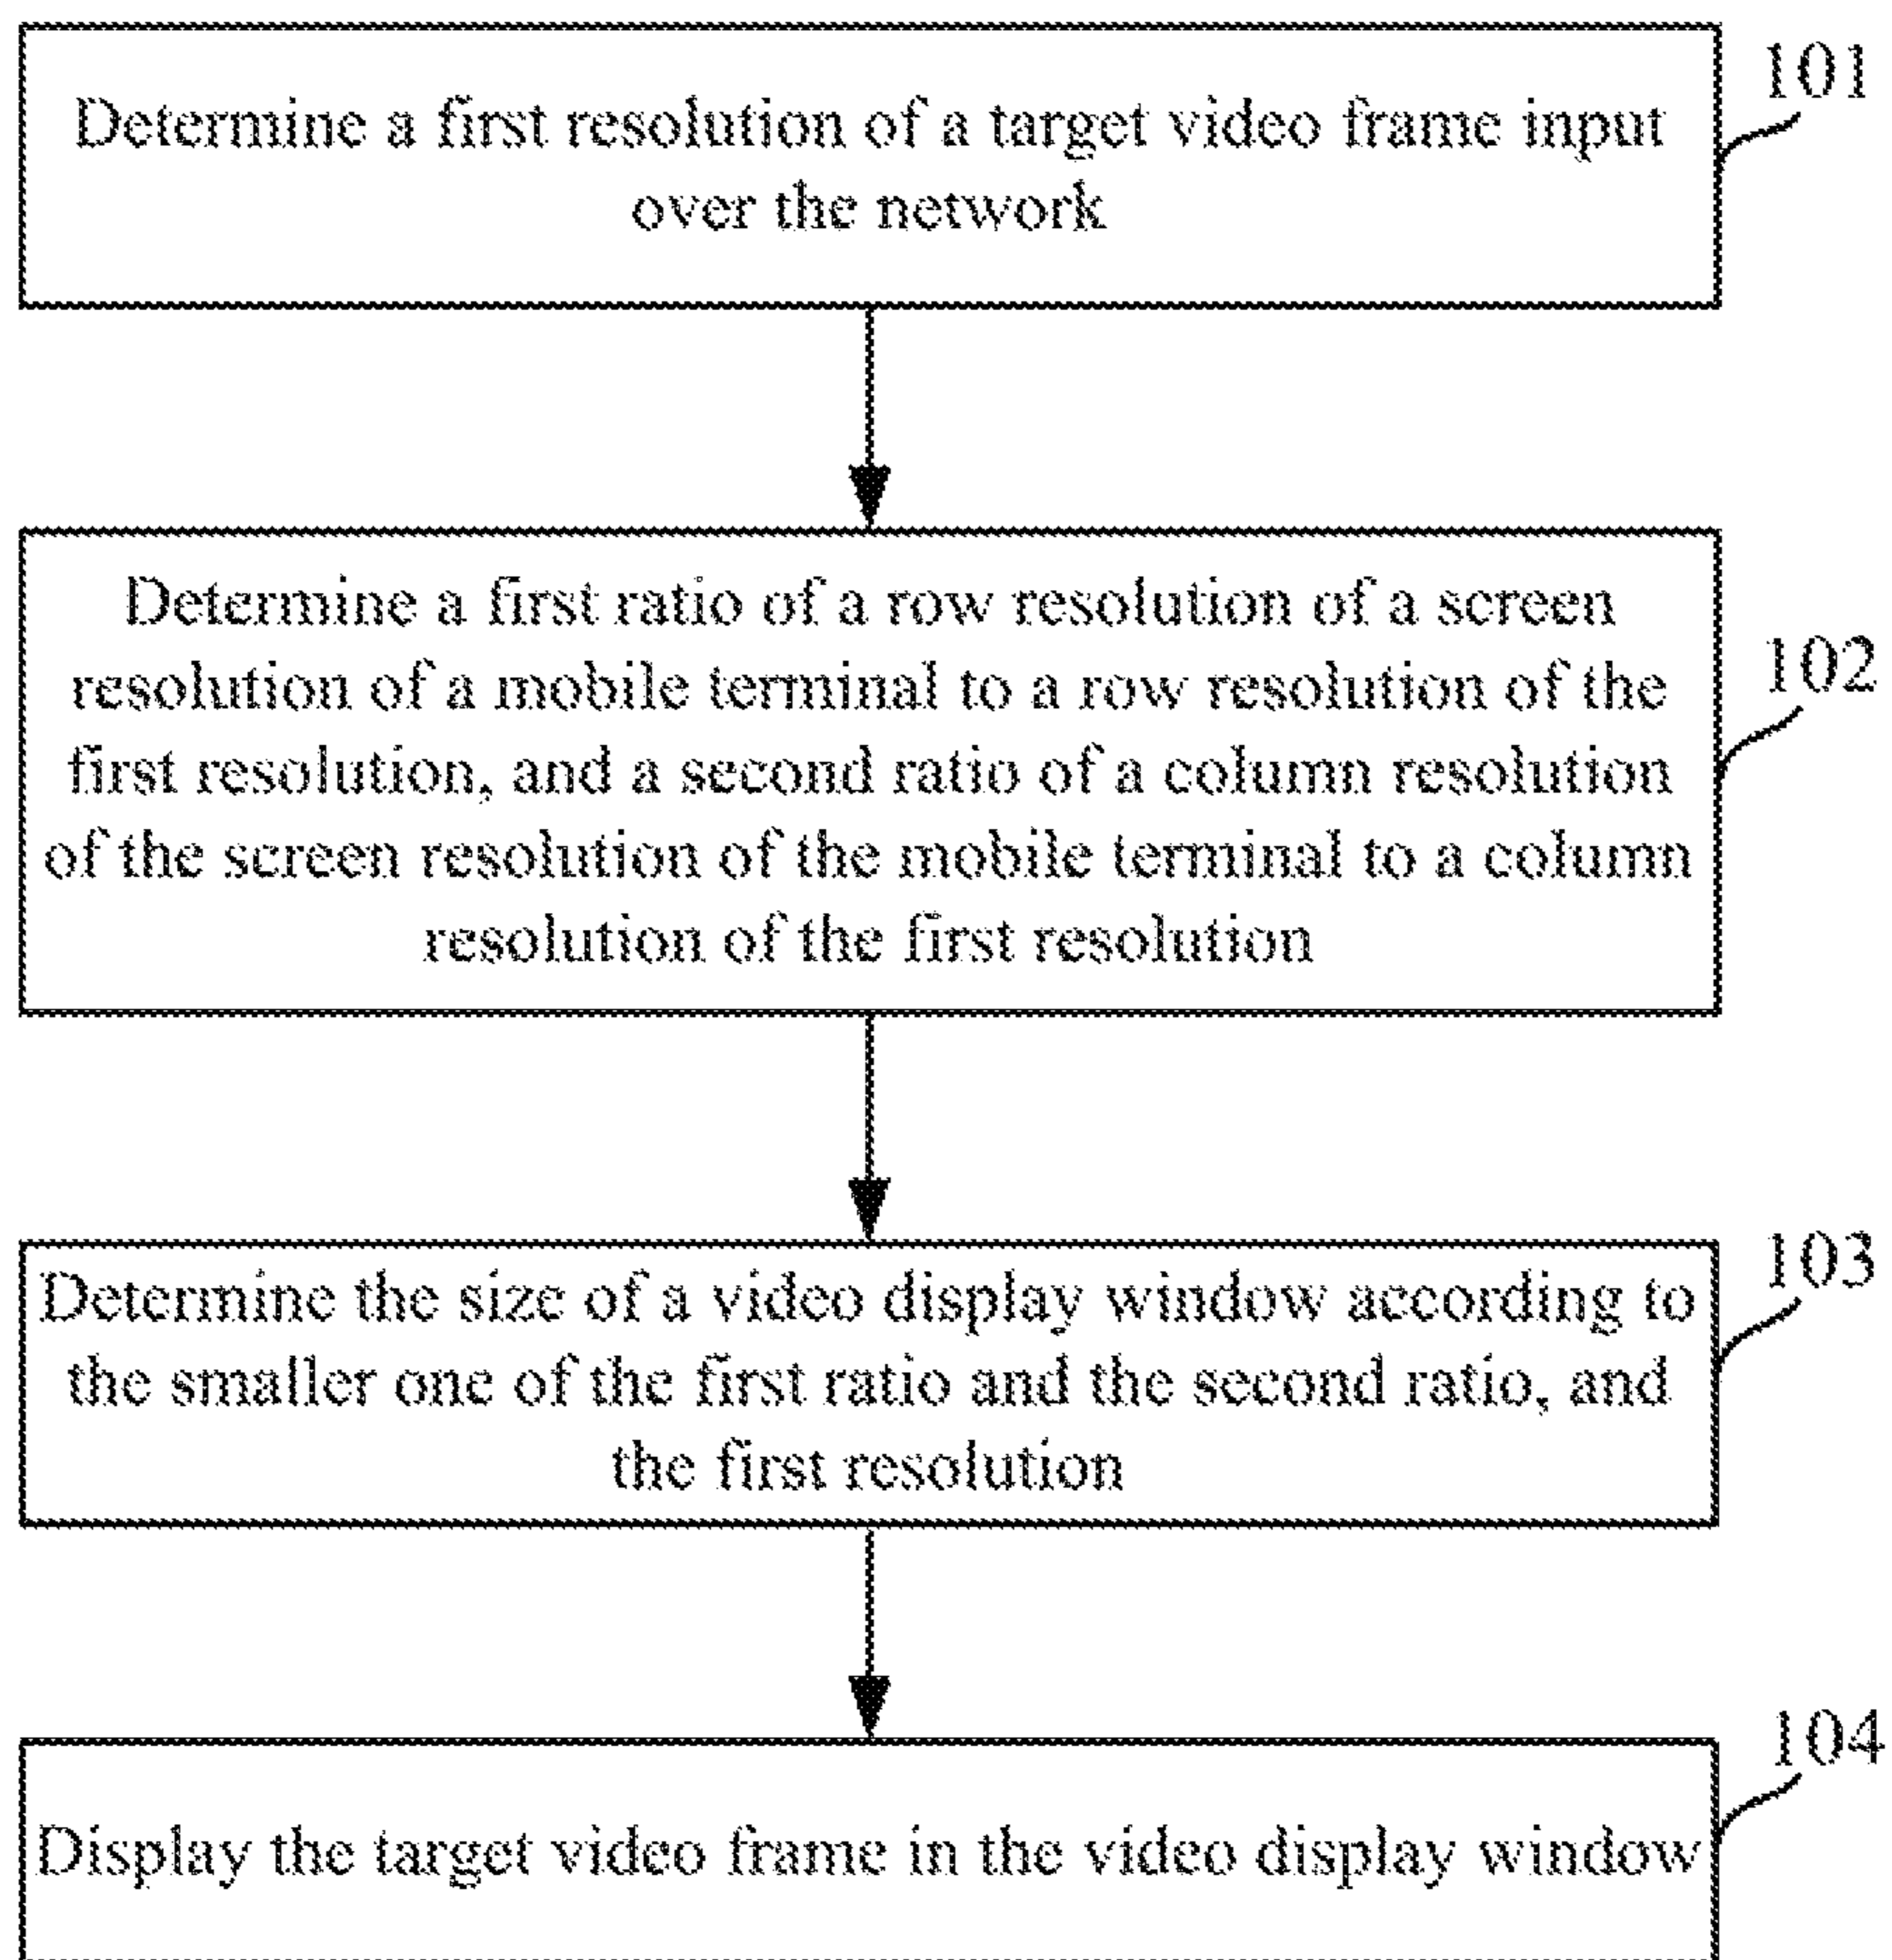 Determine a first resolution of a target video frame input
over the network
101
Determine a first ratio of a row resolution of a screen
resolution of a mobile terminal to a row resolution of the
first resolution, and a second ratio of a column resolution
of the screen resolution of the mobile terminal to a column
resolution of the first resolution
102
Determine the size of a video display window according to
the smaller one of the first ratio and the second ratio, and
the first resolution
103
Display the target video frame in the video display window
104